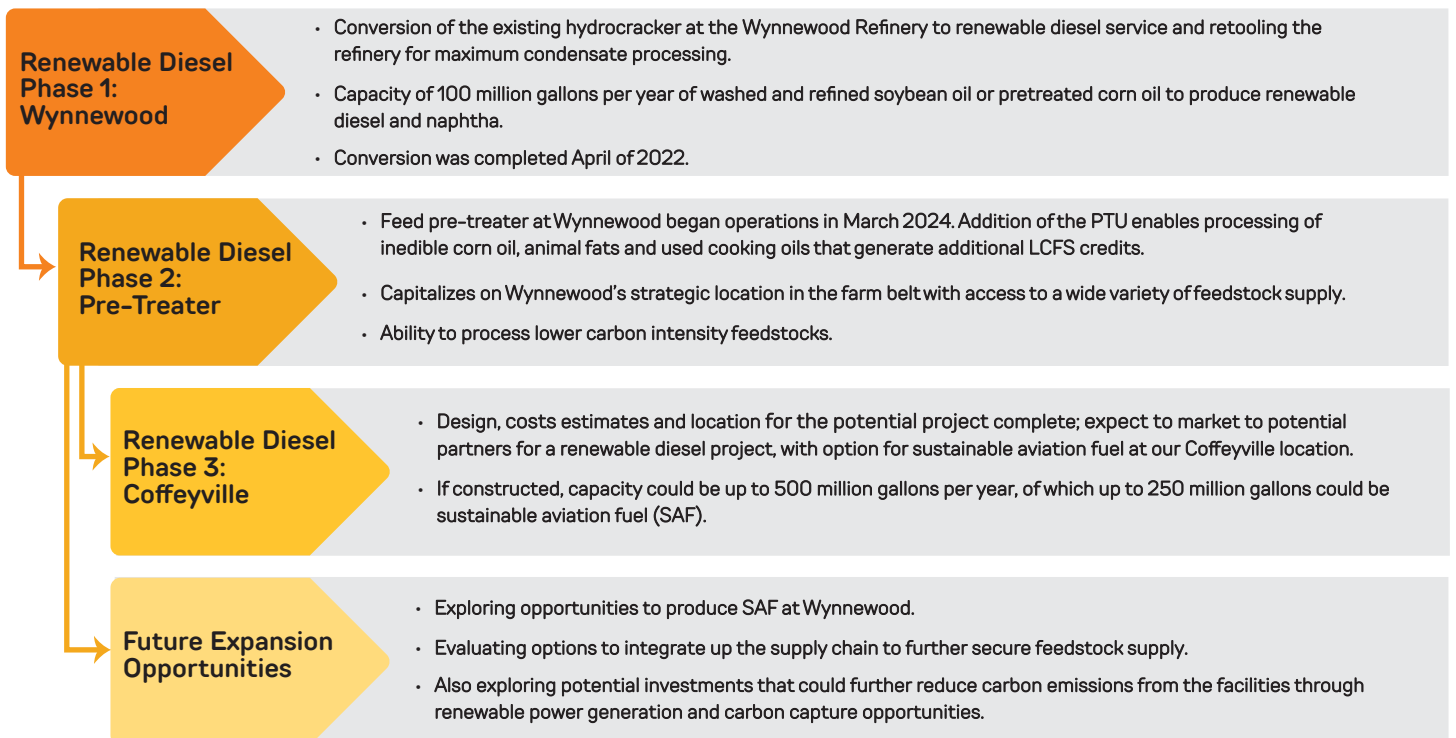 Renewable Diesel
Phase 1:
Wynnewood
• Conversion of the existing hydrocracker at the Wynnewood Refinery to renewable diesel service and retooling the
refinery for maximum condensate processing.
• Capacity of 100 million gallons per year of washed and refined soybean oil or pretreated corn oil to produce renewable
diesel and naphtha.
• Conversion was completed April of 2022.
Renewable Diesel
Phase 2:
Pre-Treater
• Feed pre-treater at Wynnewood began operations in March 2024. Addition of the PTU enables processing of
inedible corn oil, animal fats and used cooking oils that generate additional LCFS credits.
• Capitalizes on Wynnewood's strategic location in the farm belt with access to a wide variety of feedstock supply.
• Ability to process lower carbon intensity feedstocks.
Renewable Diesel
Phase 3:
Coffeyville
• Design, costs estimates and location for the potential project complete; expect to market to potential
partners for a renewable diesel project, with option for sustainable aviation fuel at our Coffeyville location.
• If constructed, capacity could be up to 500 million gallons per year, of which up to 250 million gallons could be
sustainable aviation fuel (SAF).
Future Expansion
Opportunities
• Exploring opportunities to produce SAF at Wynnewood.
• Evaluating options to integrate up the supply chain to further secure feedstock supply.
• Also exploring potential investments that could further reduce carbon emissions from the facilities through
renewable power generation and carbon capture opportunities.